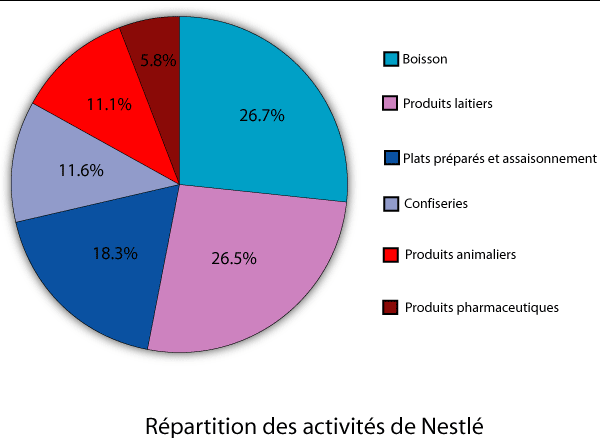 5.8%
26.7%
11.1%
11.6%
18.3%
26.5%
Boisson
Produits laitiers
Plats préparés et assaisonnement
Confiseries
Produits animaliers
Produits pharmaceutiques
Répartition des activités de Nestlé